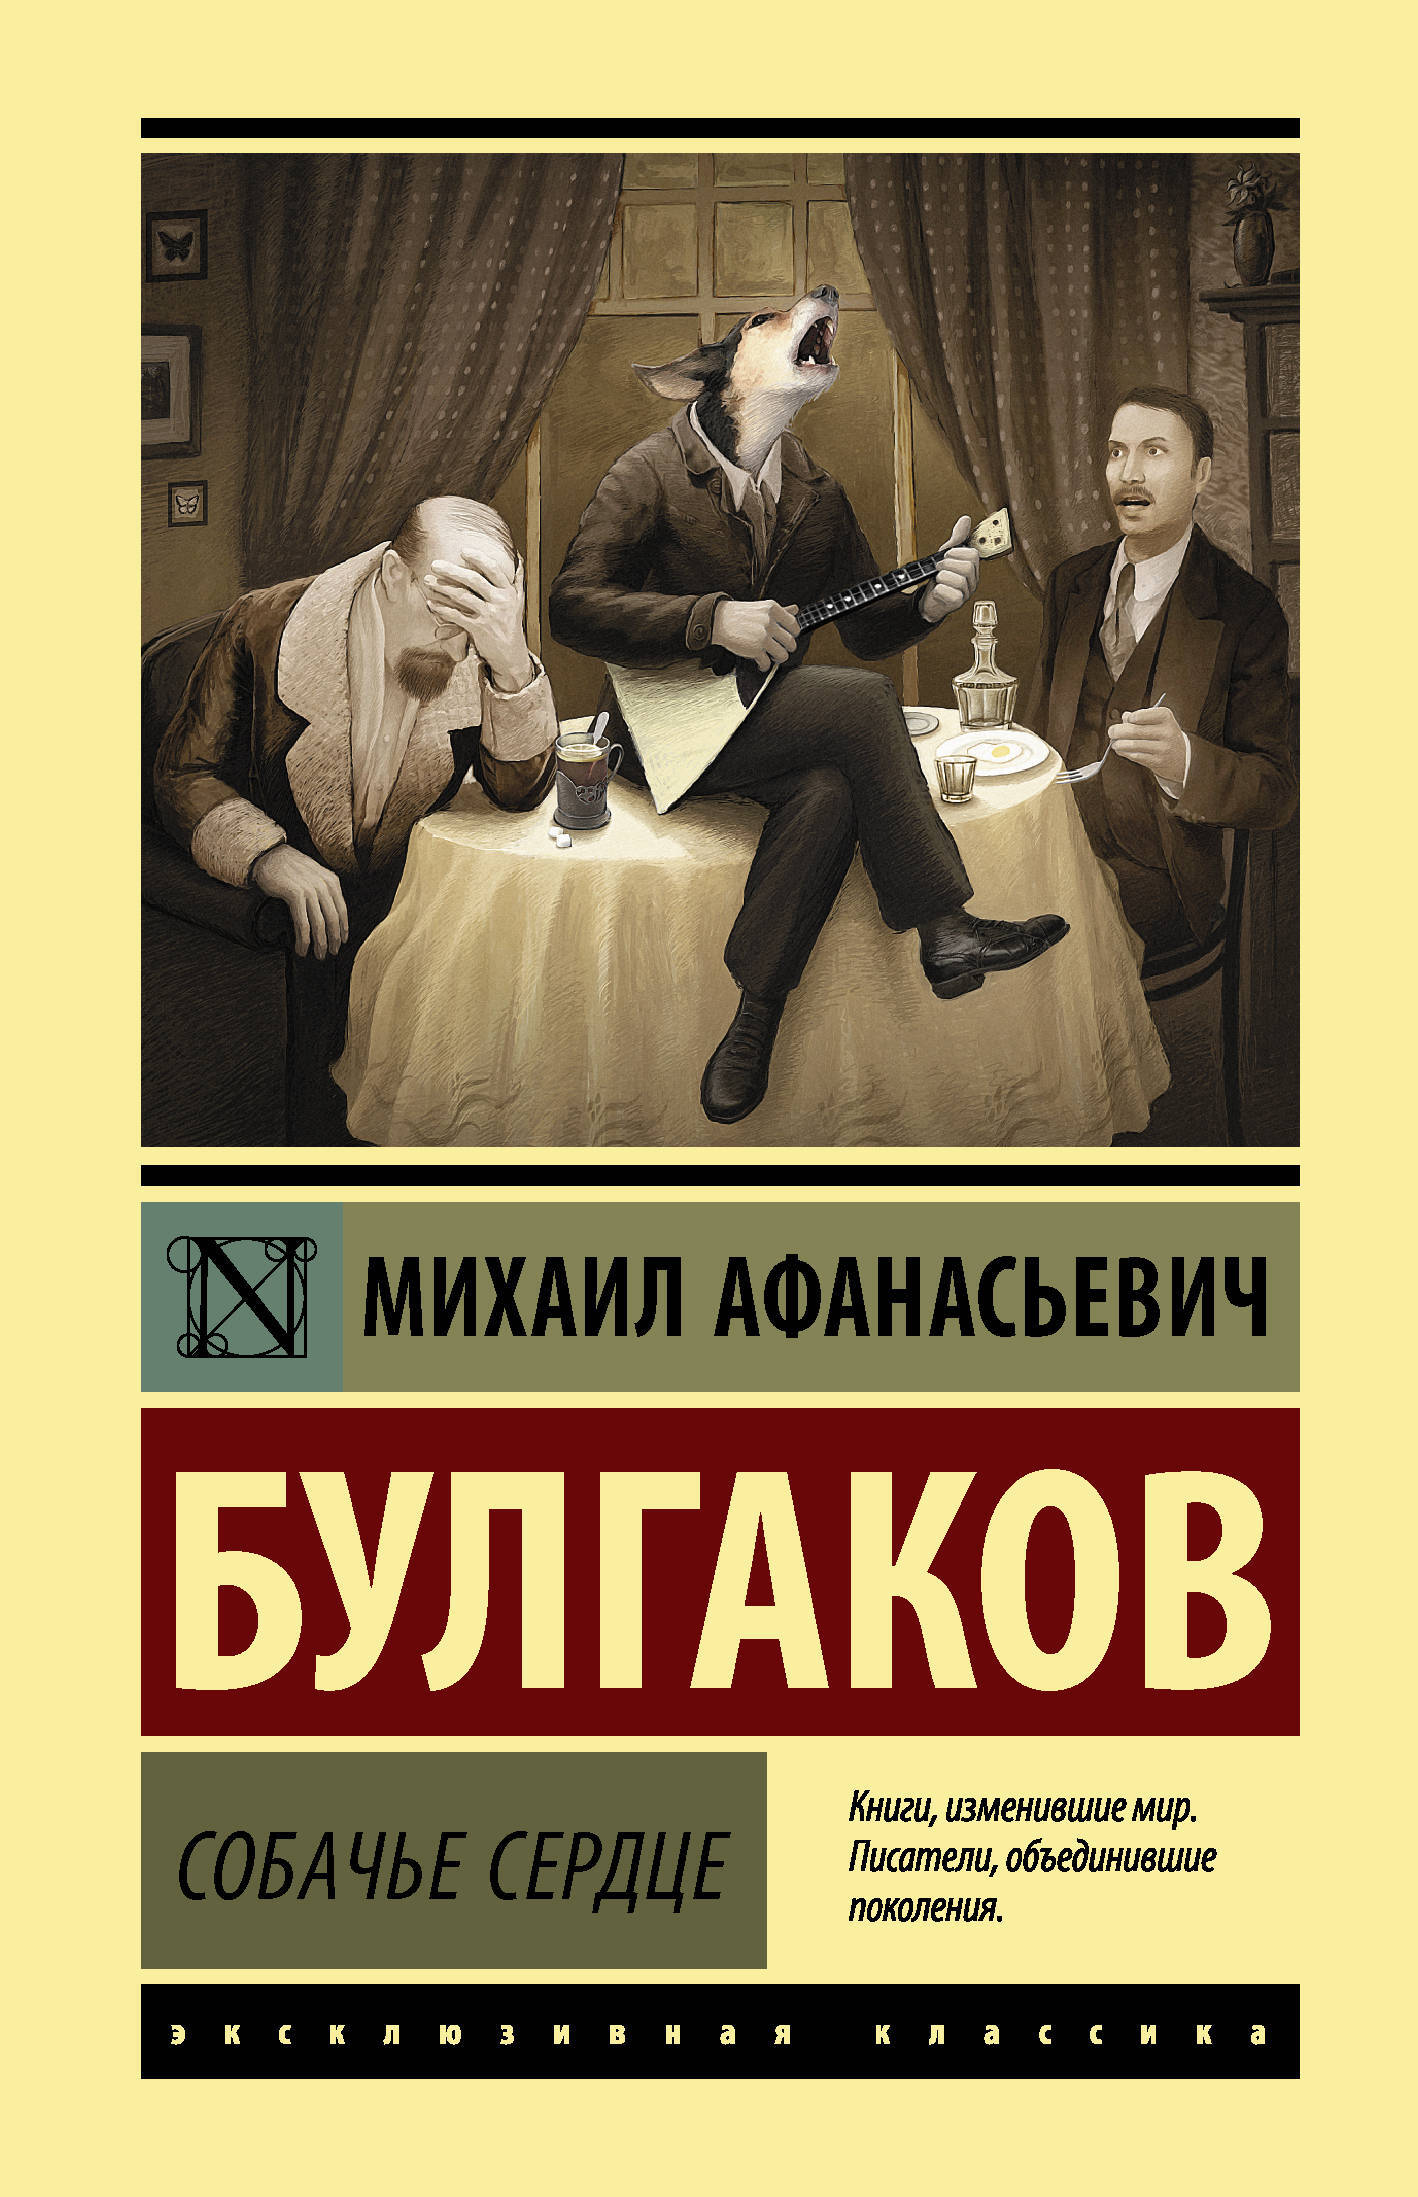 МИХАИЛ АФАНАСЬЕВИЧ
БУЛГАКОВ
СОБАЧЬЕ СЕРДЦЕ
Книги, изменившие мир.
Писатели, объединившие
поколения.
эксклюзивная классика